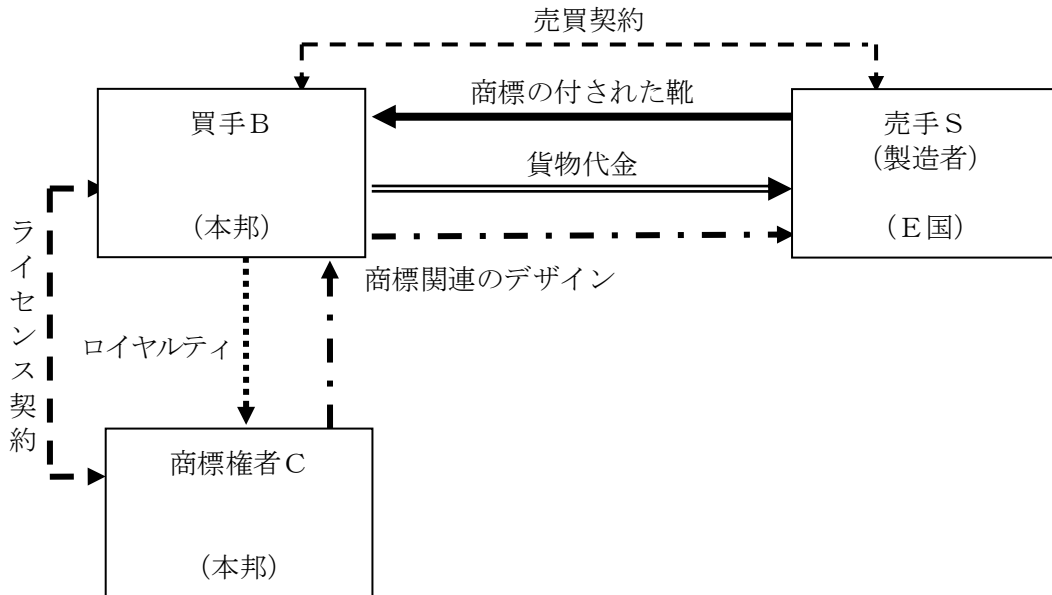 売買契約
商標の付された靴
買手Ｂ
（本邦）
売手Ｓ
（製造者）
（Ｅ国）
貨物代金
商標関連のデザイン
ライセンス契約
ロイヤルティ
商標権者Ｃ
（本邦）